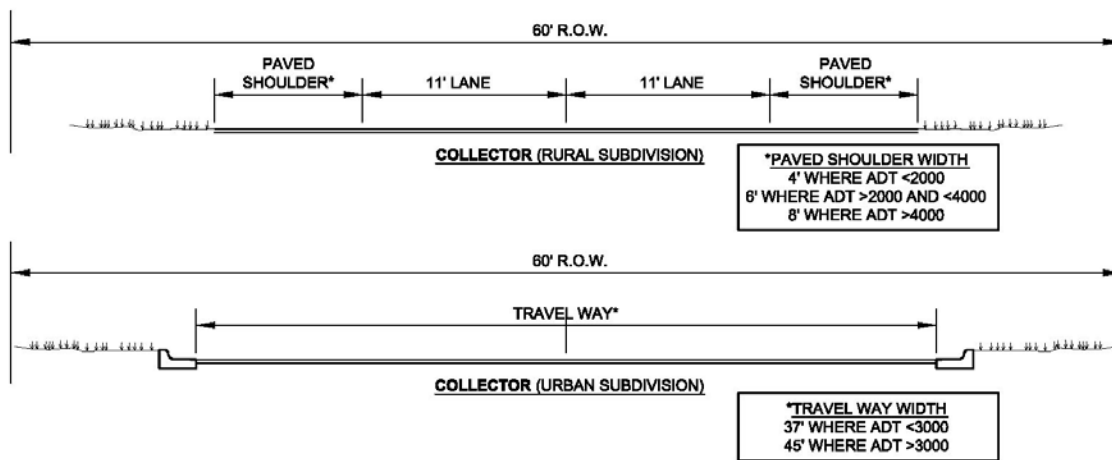 60' R.O.W.
PAVED
SHOULDER*
11' LANE
11' LANE
PAVED
SHOULDER*
COLLECTOR (RURAL SUBDIVISION)
*PAVED SHOULDER WIDTH
4' WHERE ADT <2000
6' WHERE ADT >2000 AND <4000
8' WHERE ADT >4000
60' R.O.W.
TRAVEL WAY*
COLLECTOR (URBAN SUBDIVISION)
*TRAVEL WAY WIDTH
37' WHERE ADT <3000
45' WHERE ADT >3000